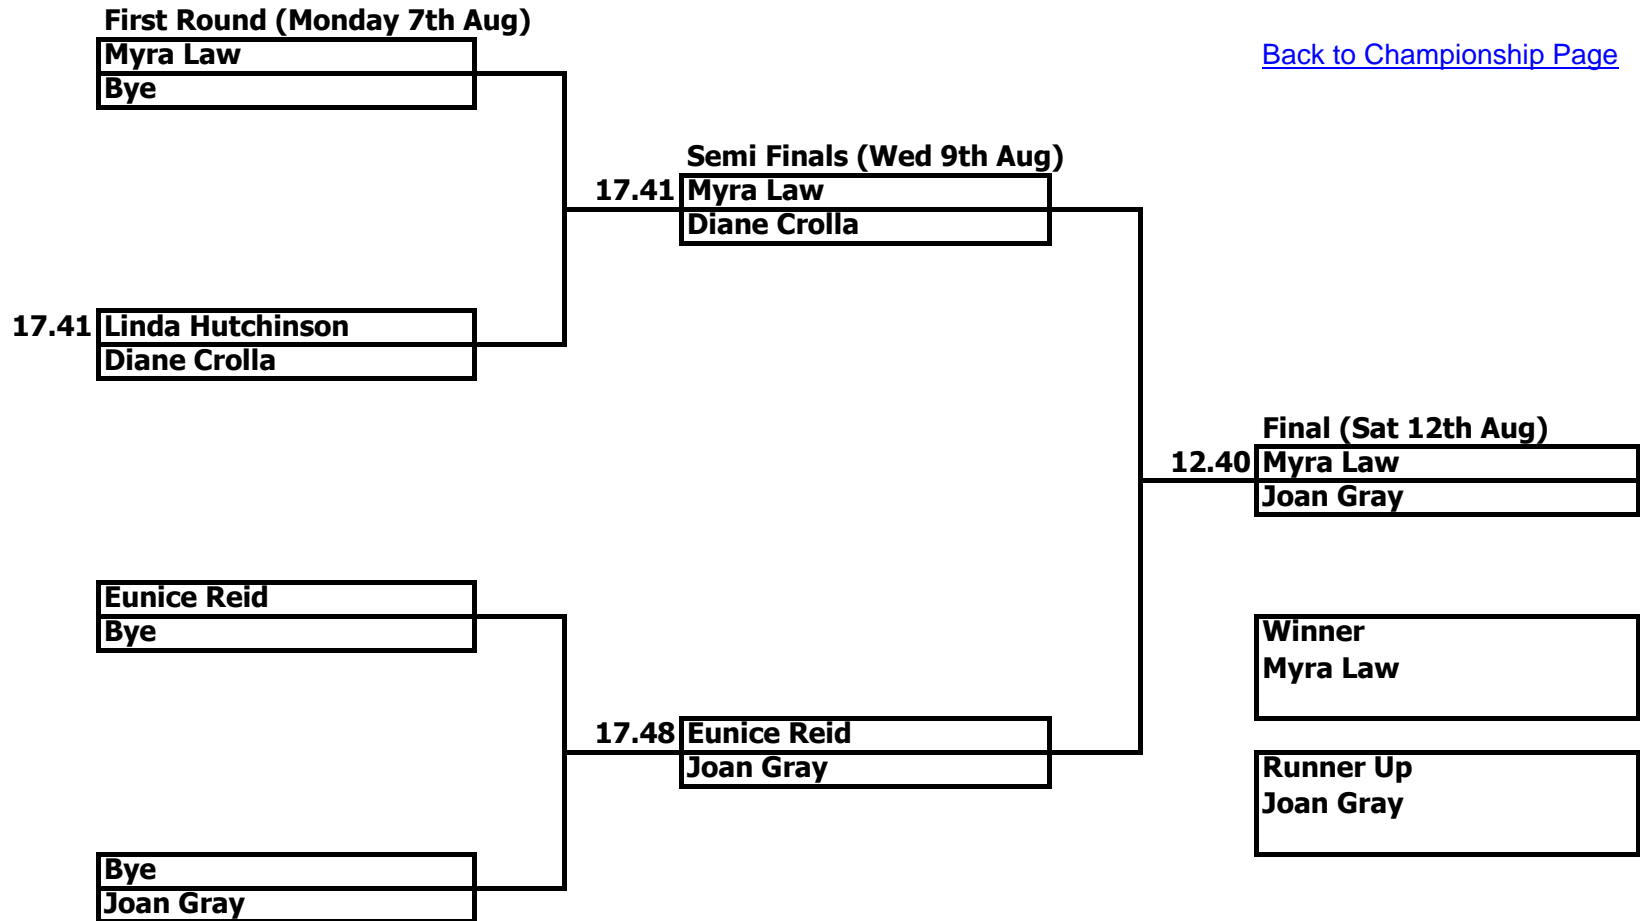 First Round (Monday 7th Aug)
Myra Law
Back to Championship Page
Bye
Semi Finals (Wed 9th Aug)
17.41 Myra Law
Diane Crolla
17.41 Linda Hutchinson
Diane Crolla
Final (Sat 12th Aug)
12.40 Myra Law
Joan Gray
Eunice Reid
Bye
Winner
Myra Law
17.48 Eunice Reid
Joan Gray
Runner Up
Joan Gray
Bye
Joan Gray